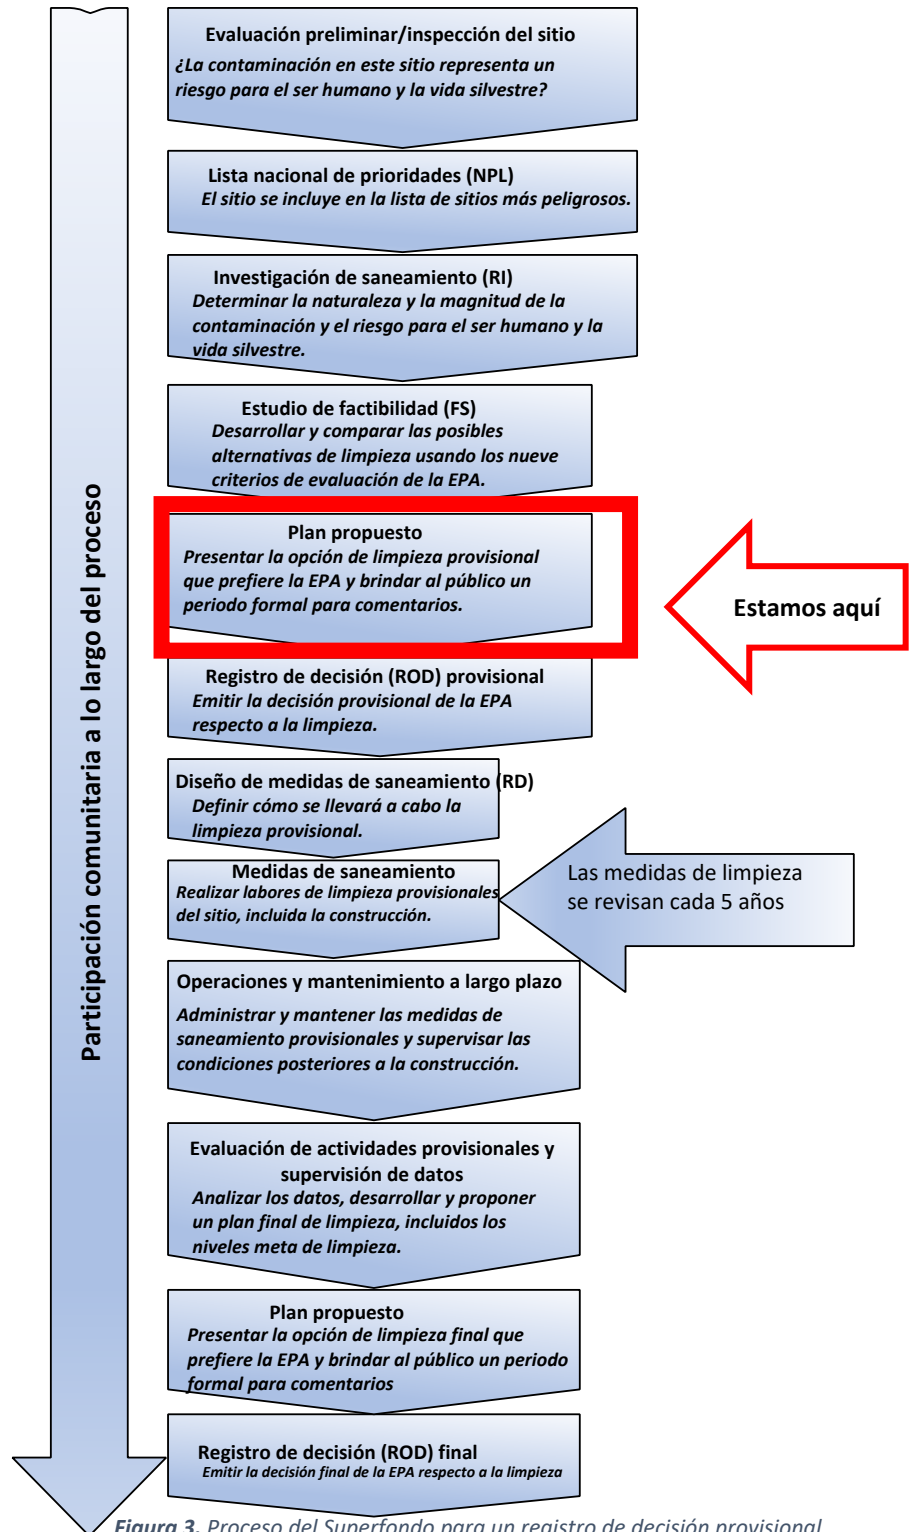 Participación comunitaria a lo largo del proceso
Evaluación preliminar/inspección del sitio
¿La contaminación en este sitio representa un
riesgo para el ser humano y la vida silvestre?
Lista nacional de prioridades (NPL)
El sitio se incluye en la lista de sitios más peligrosos.
Investigación de saneamiento (RI)
Determinar la naturaleza y la magnitud de la
contaminación y el riesgo para el ser humano y la
vida silvestre.
Estudio de factibilidad (FS)
Desarrollar y comparar las posibles
alternativas de limpieza usando los nueve
criterios de evaluación de la EPA.
Plan propuesto
Presentar la opción de limpieza provisional
que prefiere la EPA y brindar al público un
periodo formal para comentarios.
Estamos aquí
Registro de decisión (ROD) provisional
Emitir la decisión provisional de la EPA
respecto a la limpieza.
Diseño de medidas de saneamiento (RD)
Definir cómo se llevará a cabo la
limpieza provisional.
Medidas de saneamiento
Realizar labores de limpieza provisionales
del sitio, incluida la construcción.
Las medidas de limpieza
se revisan cada 5 años
Operaciones y mantenimiento a largo plazo
Administrar y mantener las medidas de
saneamiento provisionales y supervisar las
condiciones posteriores a la construcción.
Evaluación de actividades provisionales y
supervisión de datos
Analizar los datos, desarrollar y proponer
un plan final de limpieza, incluidos los
niveles meta de limpieza.
Plan propuesto
Presentar la opción de limpieza final que
prefiere la EPA y brindar al público un periodo
formal para comentarios
Registro de decisión (ROD) final
Emitir la decisión final de la EPA respecto a la limpieza
Figura 3. Proceso del Superfondo para un registro de decisión provisional